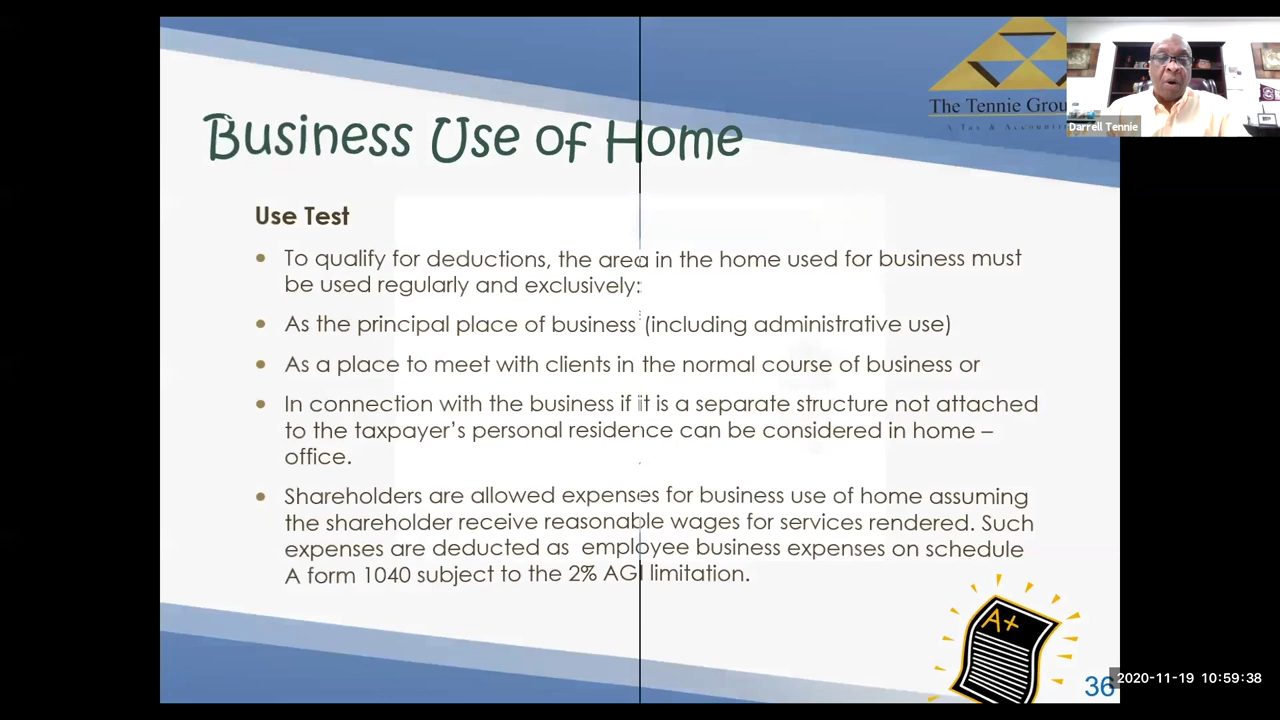 The Tennie Grou
A Tax & Accountin
Darrell Tennie
Business Use of Home
Use Test
• To qualify for deductions, the area in the home used for business must
be used regularly and exclusively:
• As the principal place of business (including administrative use)
• As a place to meet with clients in the normal course of business or
• In connection with the business if it is a separate structure not attached
to the taxpayer's personal residence can be considered in home –
office.
• Shareholders are allowed expenses for business use of home assuming
the shareholder receive reasonable wages for services rendered. Such
expenses are deducted as employee business expenses on schedule
A form 1040 subject to the 2% AGI limitation.
A+
36
2020-11-19 10:59:38